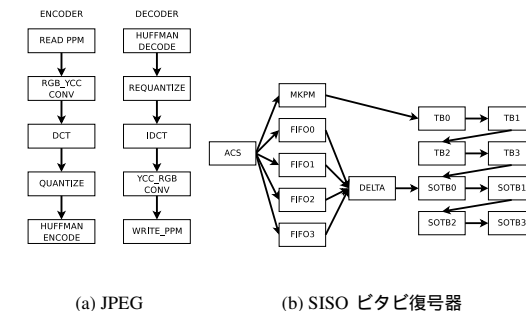 ENCODER
READ PPM
RGB_YCC
CONV
DCT
QUANTIZE
HUFFMAN
ENCODE
DECODER
HUFFMAN
DECODE
REQUANTIZE
IDCT
YCC_RGB
CONV
WRITE_PPM
(a) JPEG
ACS
MKPM
FIFO0
FIFO1
FIFO2
FIFO3
DELTA
TB0
TB1
TB2
TB3
SOTB0
SOTB1
SOTB2
SOTB3
(b) SISO ビタビ復号器